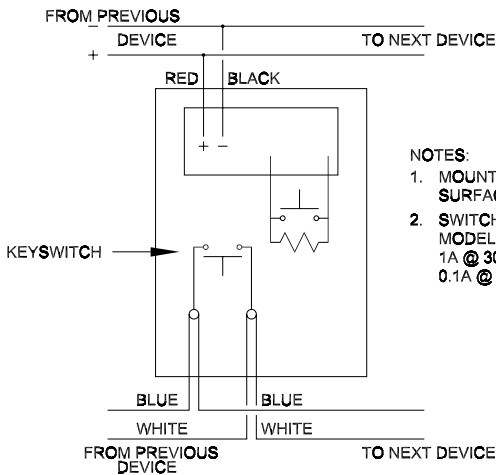 FROM PREVIOUS
−
DEVICE
TO NEXT DEVICE
+
RED
BLACK
+ −
NOTES:
1. MOUNT
SURFAC
2. SWITCH
MODEL
1A @ 30
0.1A @
KEYSWITCH
BLUE
BLUE
WHITE
WHITE
FROM PREVIOUS
DEVICE
TO NEXT DEVICE